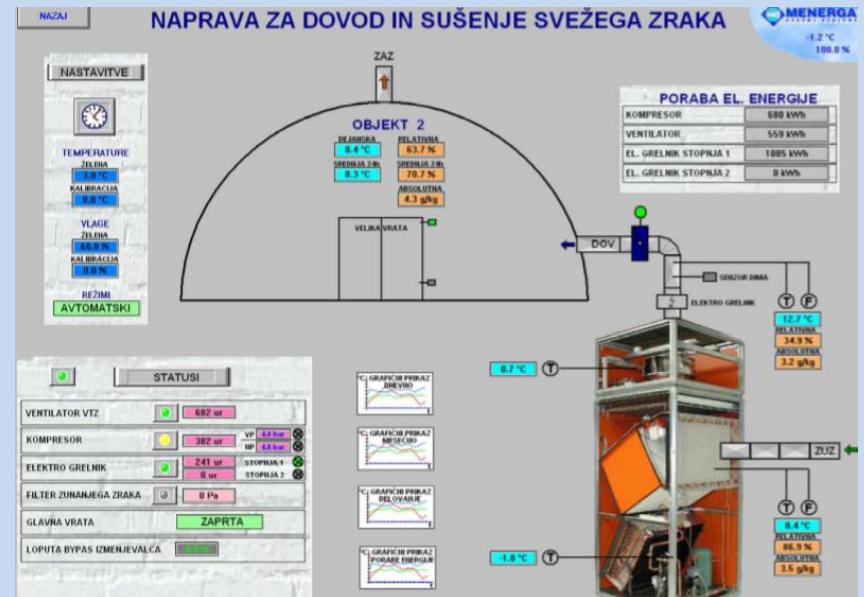 NAZAJ
NAPRAVA ZA DOVOD IN SUŠENJE SVEŽEGA ZRAKA
MENERGA
-1.2 °C
100.0 %
NASTAVITVE
TEMPERATURE
ŽELENA
3.0 °C
KALIBRACIJA
0.0 °C
VLAGE
ŽELENA
60.0 %
KALIBRACIJA
0.0 %
REŽIMI
AVTOMATSKI
ZAZ
OBJEKT 2
DEJANSKA RELATIVNA
8.4 °C 63.7 %
SREDNJA 24h SREDNJA 24h
8.3 °C 70.7 %
ABSOLUTNA
4.3 g/kg
VELIKA VRATA
PORABA EL. ENERGIJE
KOMPRESOR 680 kWh
VENTILATOR 559 kWh
EL. GRELNIK STOPNJA 1 1085 kWh
EL. GRELNIK STOPNJA 2 0 kWh
DOV
SENZOR DIMA
ELEKTRO GRELNIK
T F
12.7 °C
RELATIVNA
34.9 %
ABSOLUTNA
3.2 g/kg
0.7 °C T
ZUZ
T F
8.4 °C
RELATIVNA
86.9 %
ABSOLUTNA
3.5 g/kg
-1.0 °C T
STATUSI
VENTILATOR VTZ 682 ur
KOMPRESOR 382 ur VP 4.0 bar
NP 4.0 bar
ELEKTRO GRELNIK 241 ur STOPNJA 1
0 ur STOPNJA 2
FILTER ZUNANJEGA ZRAKA 0 Pa
GLAVNA VRATA ZAPRTA
LOPUTA BYPAS IZMENJEVALCA
°C GRAFIČNI PRIKAZ
DNEVNO
°C GRAFIČNI PRIKAZ
MESEČNO
°C GRAFIČNI PRIKAZ
DELOVANJE
°C GRAFIČNI PRIKAZ
PORABE ENERGIJE